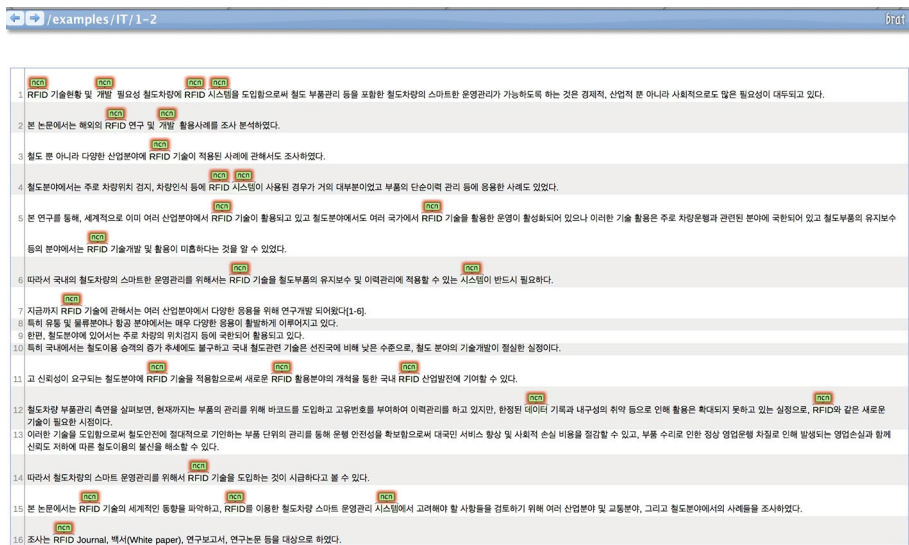 /examples/IT/1-2
brat
ncn ncn ncn ncn
1 RFID 기술현황 및 개발 필요성 철도차량에 RFID 시스템을 도입함으로써 철도 부품관리 등을 포함한 철도차량의 스마트한 운영관리가 가능하도록 하는 것은 경제적, 산업적 뿐 아니라 사회적으로도 많은 필요성이 대두되고 있다.
ncn ncn
2 본 논문에서는 해외의 RFID 연구 및 개발 활용사례를 조사 분석하였다.
ncn
3 철도 뿐 아니라 다양한 산업분야에 RFID 기술이 적용된 사례에 관해서도 조사하였다.
ncn ncn
4 철도분야에서는 주로 차량위치 검지, 차량인식 등에 RFID 시스템이 사용된 경우가 거의 대부분이었고 부품의 단순이력 관리 등에 응용한 사례도 있었다.
ncn ncn
5 본 연구를 통해, 세계적으로 이미 여러 산업분야에서 RFID 기술이 활용되고 있고 철도분야에서도 여러 국가에서 RFID 기술을 활용한 운영이 활성화되어 있으나 이러한 기술 활용은 주로 차량운행과 관련된 분야에 국한되어 있고 철도부품의 유지보수
ncn
등의 분야에서는 RFID 기술개발 및 활용이 미흡하다는 것을 알 수 있었다.
ncn ncn
6 따라서 국내의 철도차량의 스마트한 운영관리를 위해서는 RFID 기술을 철도부품의 유지보수 및 이력관리에 적용할 수 있는 시스템이 반드시 필요하다.
ncn
7 지금까지 RFID 기술에 관해서는 여러 산업분야에서 다양한 응용을 위해 연구개발 되어왔다[1-6].
8 특히 유통 및 물류분야나 항공 분야에서는 매우 다양한 응용이 활발하게 이루어지고 있다.
9 한편, 철도분야에 있어서는 주로 차량의 위치검지 등에 국한되어 활용되고 있다.
10 특히 국내에서는 철도이용 승객의 증가 추세에도 불구하고 국내 철도관련 기술은 선진국에 비해 낮은 수준으로, 철도 분야의 기술개발이 절실한 실정이다.
ncn ncn ncn
11 고 신뢰성이 요구되는 철도분야에 RFID 기술을 적용함으로써 새로운 RFID 활용분야의 개척을 통한 국내 RFID 산업발전에 기여할 수 있다.
ncn ncn
12 철도차량 부품관리 측면을 살펴보면, 현재까지는 부품의 관리를 위해 바코드를 도입하고 고유번호를 부여하여 이력관리를 하고 있지만, 한정된 데이터 기록과 내구성의 취약 등으로 인해 활용은 확대되지 못하고 있는 실정으로, RFID와 같은 새로운
기술이 필요한 시점이다.
13 이러한 기술을 도입함으로써 철도안전에 절대적으로 기인하는 부품 단위의 관리를 통해 운행 안전성을 확보함으로써 대국민 서비스 향상 및 사회적 손실 비용을 절감할 수 있고, 부품 수리로 인한 정상 영업운행 차질로 인해 발생되는 영업손실과 함께
신뢰도 저하에 따른 철도이용의 불신을 해소할 수 있다.
ncn
14 따라서 철도차량의 스마트 운영관리를 위해서 RFID 기술을 도입하는 것이 시급하다고 볼 수 있다.
ncn ncn ncn
15 본 논문에서는 RFID 기술의 세계적인 동향을 파악하고, RFID를 이용한 철도차량 스마트 운영관리 시스템에서 고려해야 할 사항들을 검토하기 위해 여러 산업분야 및 교통분야, 그리고 철도분야에서의 사례들을 조사하였다.
ncn
16 조사는 RFID Journal, 백서(White paper), 연구보고서, 연구논문 등을 대상으로 하였다.